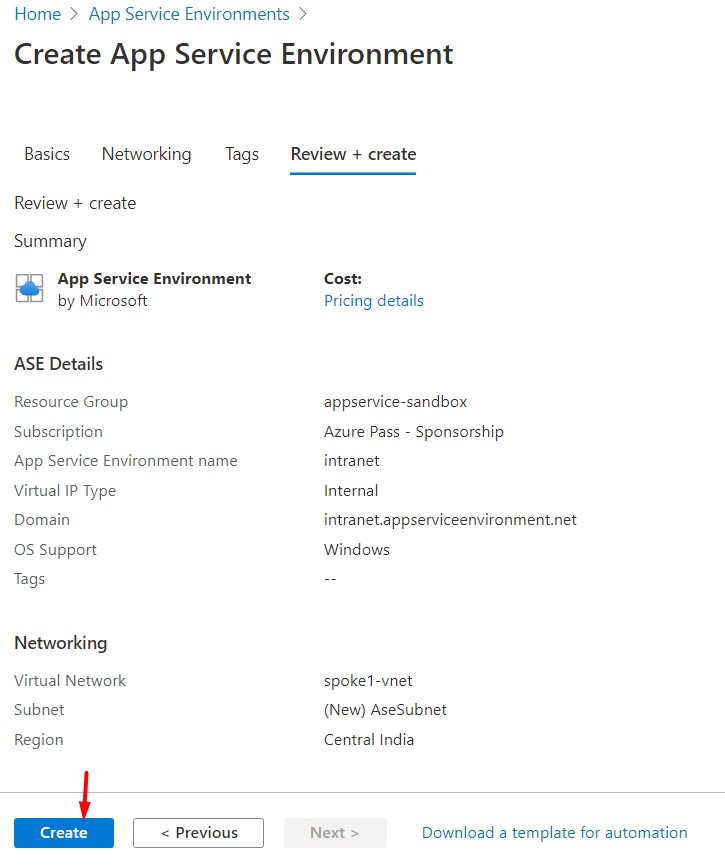 Home > App Service Environments >
Create App Service Environment
Basics Networking Tags Review + create
Review + create
Summary
App Service Environment Cost:
by Microsoft Pricing details
ASE Details
Resource Group appservice-sandbox
Subscription Azure Pass - Sponsorship
App Service Environment name intranet
Virtual IP Type Internal
Domain intranet.appserviceenvironment.net
OS Support Windows
Tags --
Networking
Virtual Network spoke1-vnet
Subnet (New) AseSubnet
Region Central India
Create < Previous Next > Download a template for automation